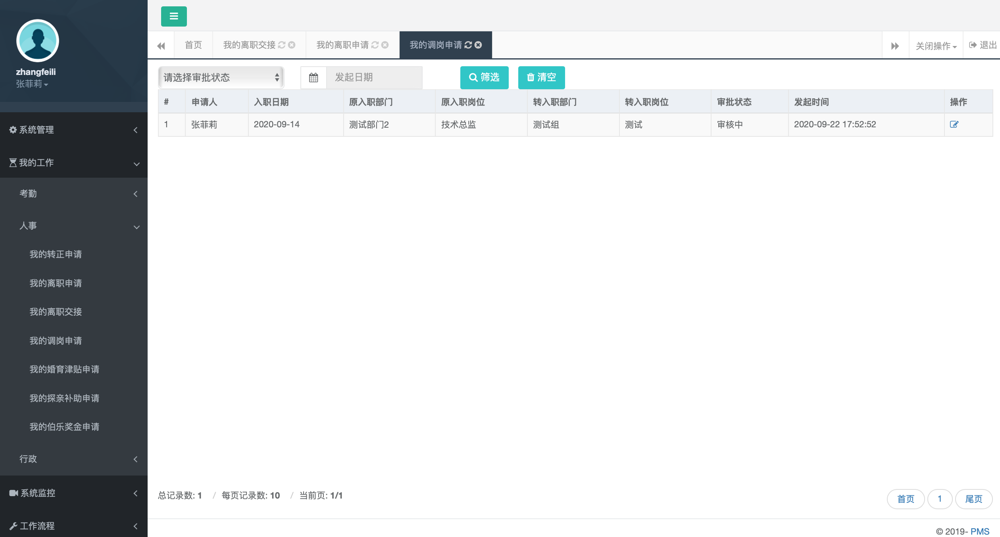 zhangfeili
张菲莉
系统管理
我的工作
考勤
人事
我的转正申请
我的离职申请
我的离职交接
我的调岗申请
我的婚育津贴申请
我的探亲补助申请
我的伯乐奖金申请
行政
系统监控
工作流程
首页 我的离职交接 我的离职申请 我的调岗申请 关闭操作 退出
请选择审批状态 发起日期 筛选 清空
# 申请人 入职日期 原入职部门 原入职岗位 转入职部门 转入职岗位 审批状态 发起时间 操作
1 张菲莉 2020-09-14 测试部门2 技术总监 测试组 测试 审核中 2020-09-22 17:52:52
总记录数: 1 / 每页记录数: 10 / 当前页: 1/1
首页 1 尾页
© 2019- PMS